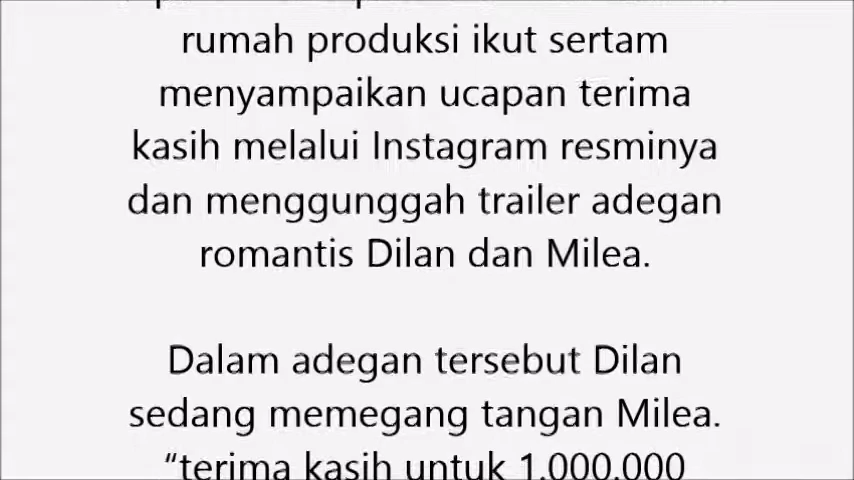 rumah produksi ikut sertam
menyampaikan ucapan terima
kasih melalui Instagram resminya
dan menggunggah trailer adegan
romantis Dilan dan Milea.
Dalam adegan tersebut Dilan
sedang memegang tangan Milea.
“terima kasih untuk 1.000.000